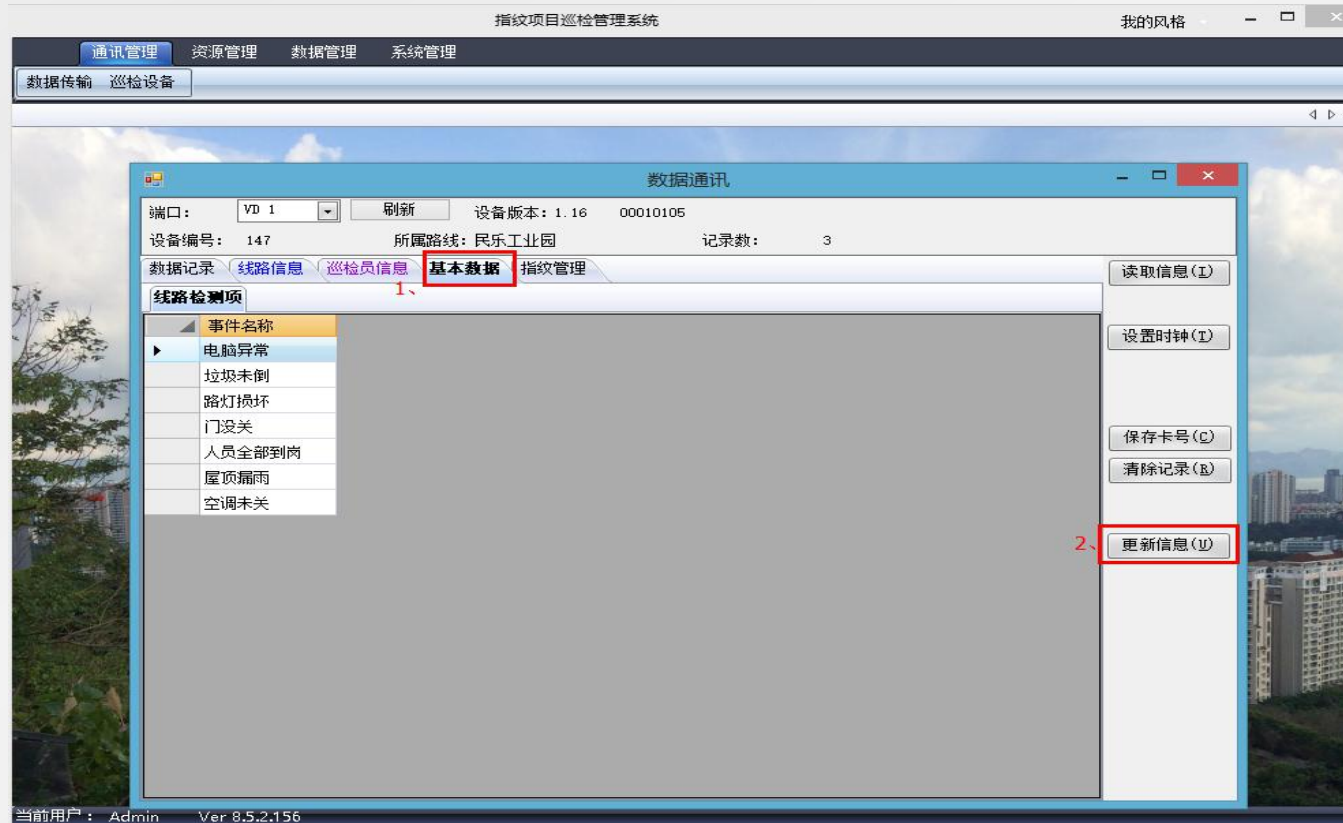 指纹项目巡检管理系统 我的风格
通讯管理 资源管理 数据管理 系统管理
数据传输 巡检设备
数据通讯
端口： VD 1 刷新 设备版本：1.16 00010105
设备编号： 147 所属路线：民乐工业园 记录数： 3
数据记录 线路信息 巡检员信息 基本数据 指纹管理 读取信息(I)
1、
线路检测项
事件名称
设置时钟(T)
电脑异常
垃圾未倒
路灯损坏
门没关
保存卡号(C)
人员全部到岗
清除记录(R)
屋顶漏雨
空调未关
2、 更新信息(U)
当前用户： Admin Ver 8.5.2.156